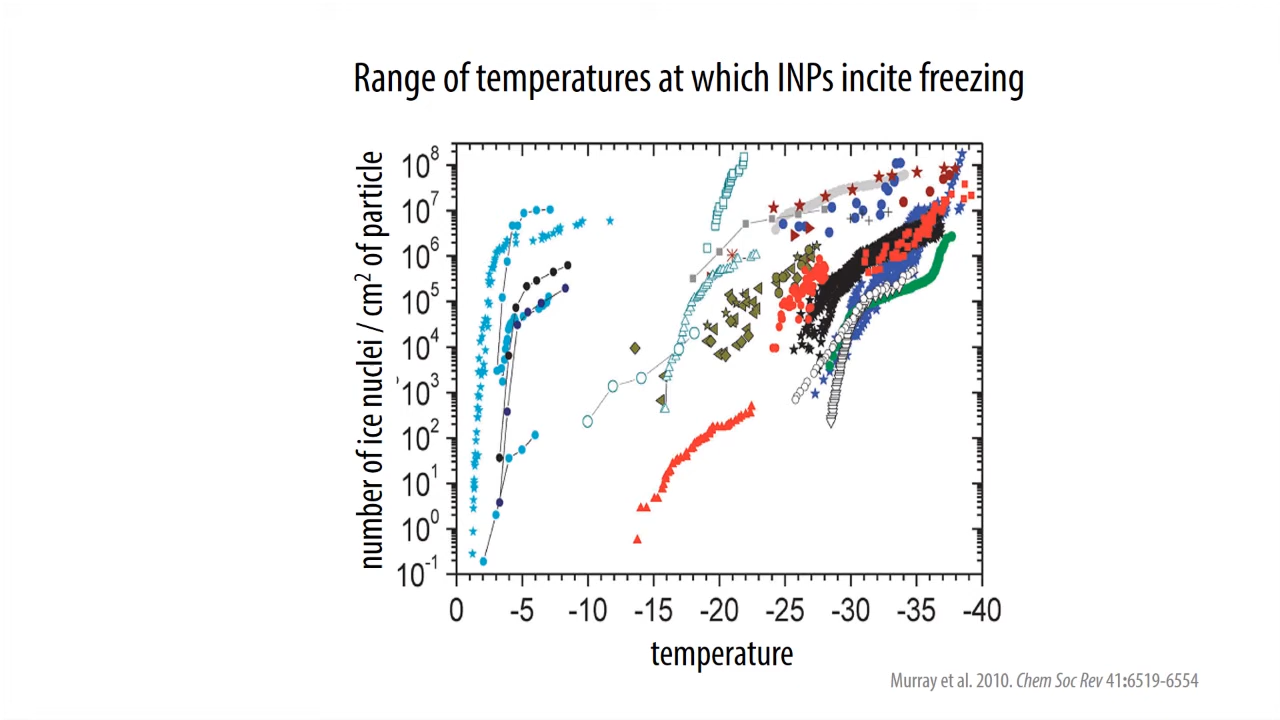 Range of temperatures at which INPs incite freezing
number of ice nuclei / cm² of particle
10⁸
10⁷
10⁶
10⁵
10⁴
10³
10²
10¹
10⁰
10⁻¹
0 -5 -10 -15 -20 -25 -30 -35 -40
temperature
Murray et al. 2010. Chem Soc Rev 41:6519-6554